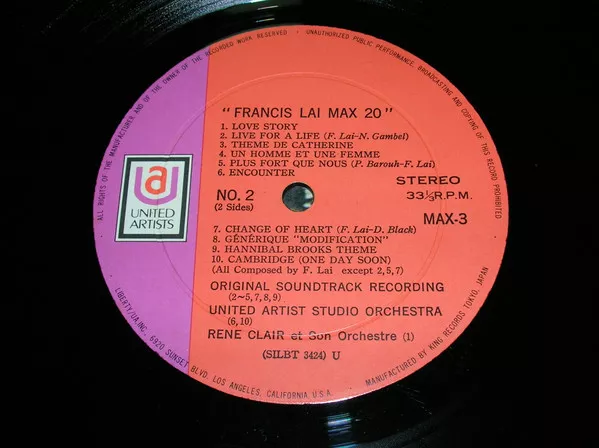 ALL RIGHTS OF THE MANUFACTURER AND OF THE OWNER OF THE RECORDED WORK RESERVED - UNAUTHORIZED PUBLIC PERFORMANCE, BROADCASTING AND COPYING OF THIS RECORD PROHIBITED
"FRANCIS LAI MAX 20"
1. LOVE STORY
2. LIVE FOR A LIFE (F. Lai-N. Gambel)
3. THEME DE CATHERINE
4. UN HOMME ET UNE FEMME
5. PLUS FORT QUE NOUS (P. Barouh-F. Lai)
6. ENCOUNTER
STEREO
NO. 2
33⅓R.P.M.
(2 Sides)
MAX-3
UNITED
ARTISTS
7. CHANGE OF HEART (F. Lai-D. Black)
8. GÉNÉRIQUE "MODIFICATION"
9. HANNIBAL BROOKS THEME
10. CAMBRIDGE (ONE DAY SOON)
(All Composed by F. Lai except 2,5,7)
ORIGINAL SOUNDTRACK RECORDING
(2~5,7,8,9)
UNITED ARTIST STUDIO ORCHESTRA
(6,10)
RENE CLAIR et Son Orchestre (1)
(SILBT 3424) U
LIBERTY/UA, INC. 6920 SUNSET BLVD. LOS ANGELES, CALIFORNIA, U.S.A.
MANUFACTURED BY KING RECORDS TOKYO, JAPAN